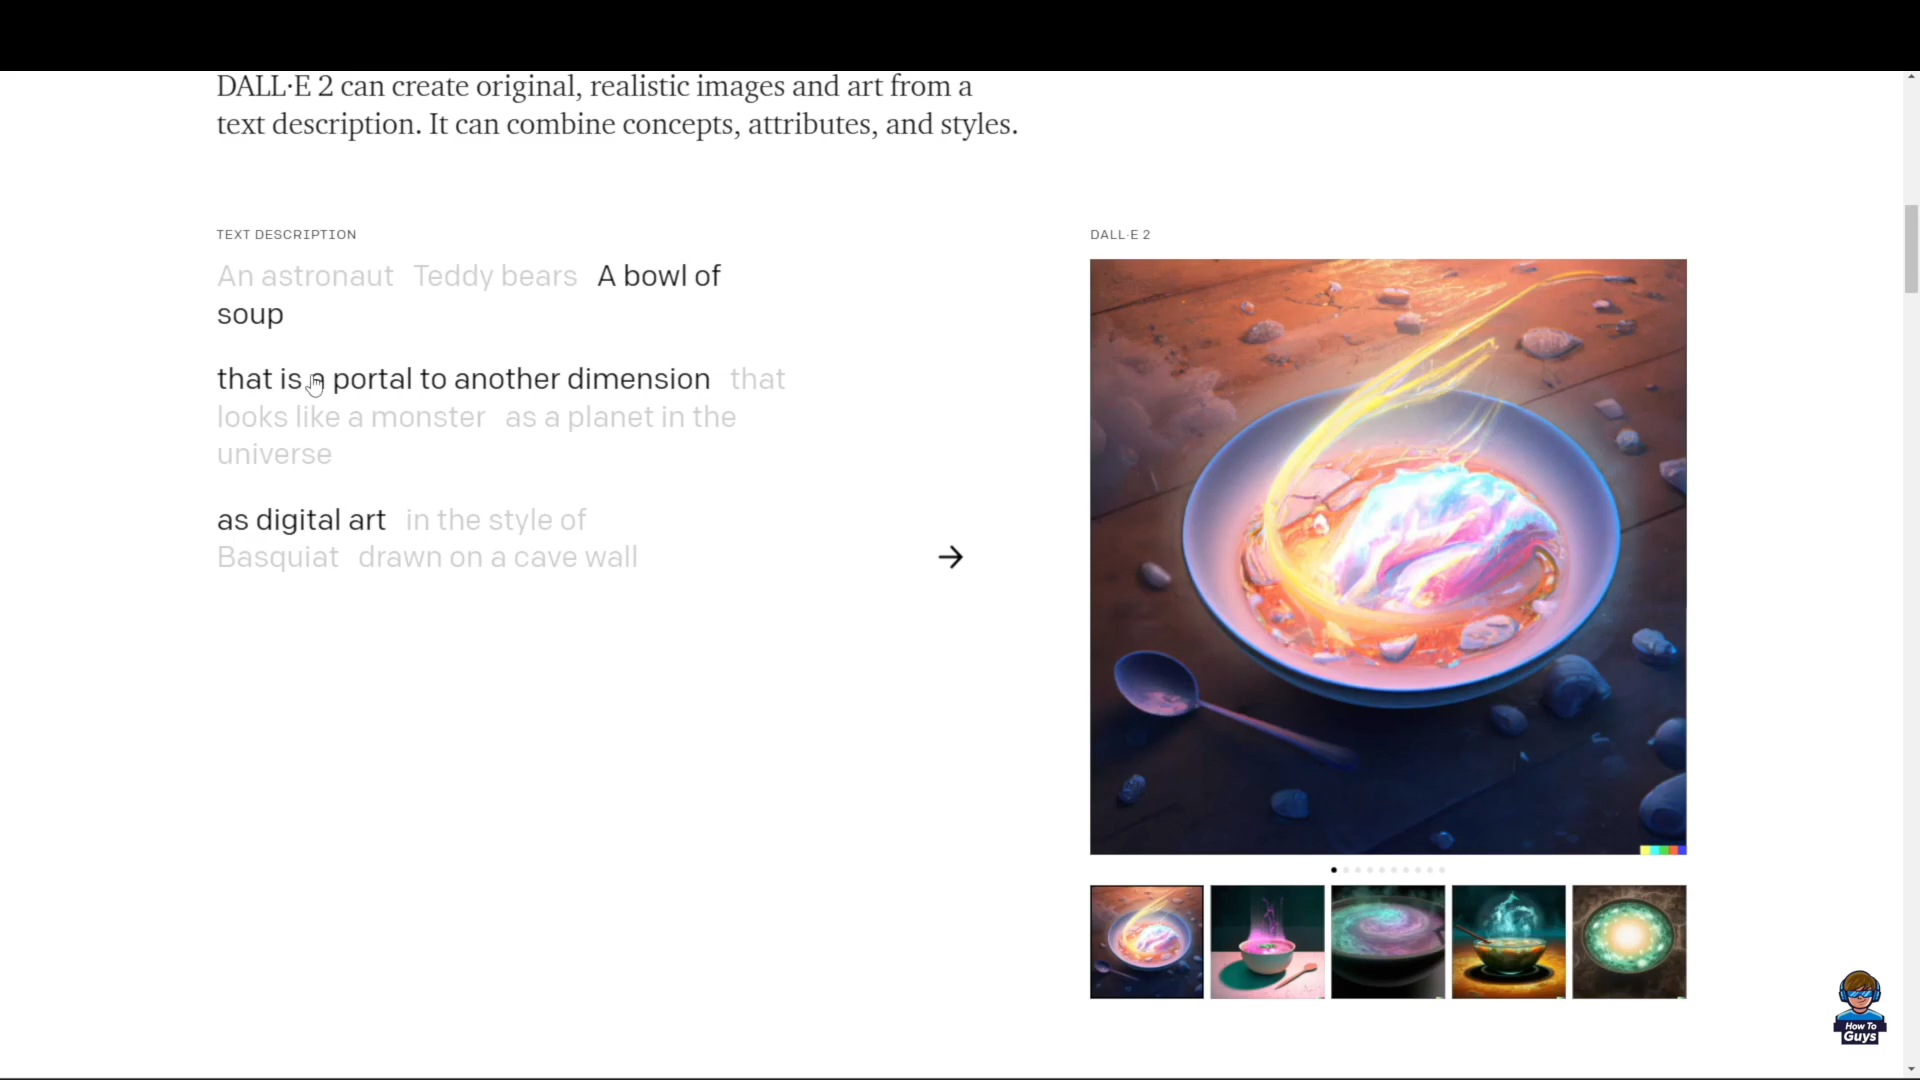 DALL·E 2 can create original, realistic images and art from a
text description. It can combine concepts, attributes, and styles.
TEXT DESCRIPTION
An astronaut Teddy bears A bowl of
soup
that is a portal to another dimension that
looks like a monster as a planet in the
universe
as digital art in the style of
Basquiat drawn on a cave wall
DALL·E 2
How To
Guys